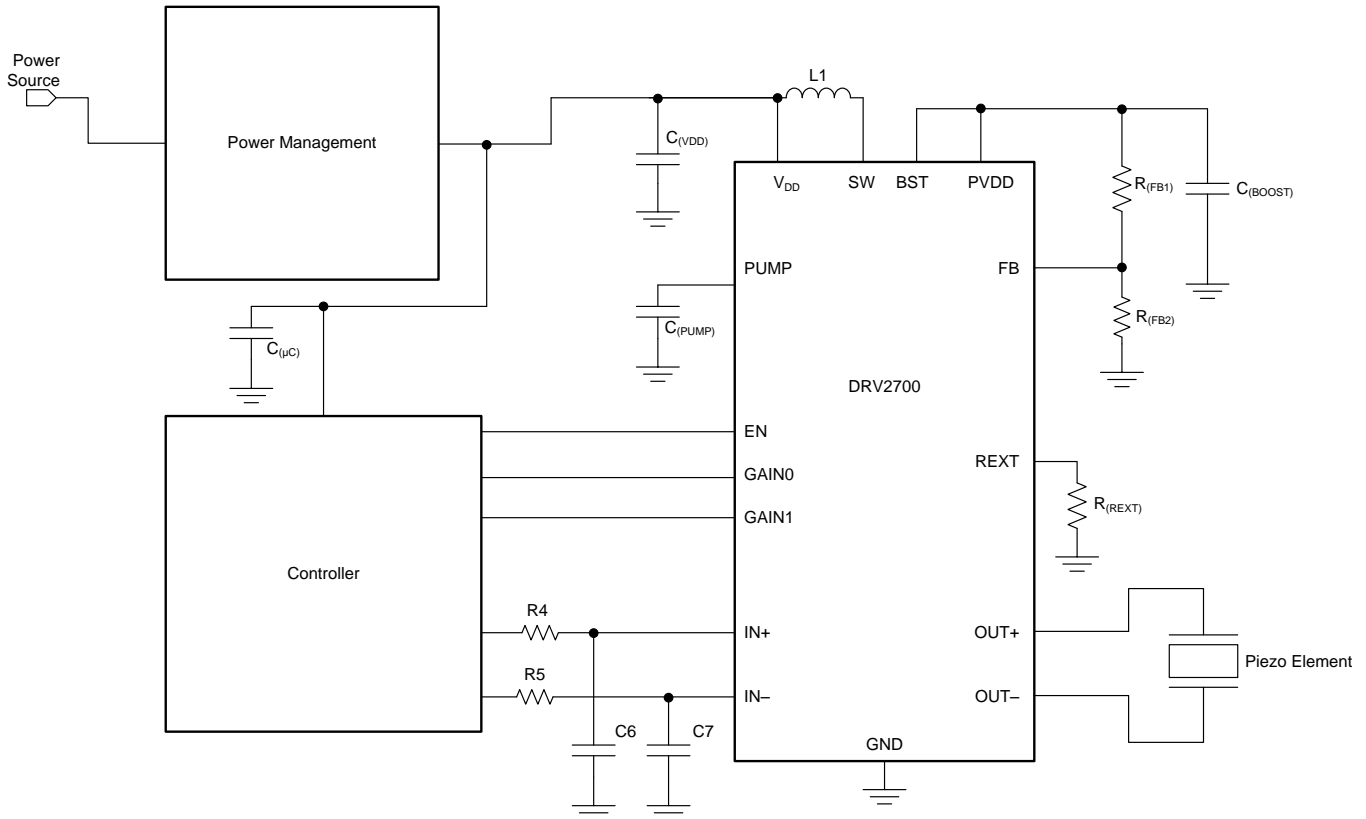 Power
Source
Power Management
L1
C(VDD)
VDD
SW
BST
PVDD
R(FB1)
C(BOOST)
PUMP
FB
C(PUMP)
R(FB2)
C(µC)
DRV2700
EN
REXT
GAIN0
R(REXT)
GAIN1
Controller
R4
IN+
OUT+
Piezo Element
R5
IN–
OUT–
C6
C7
GND